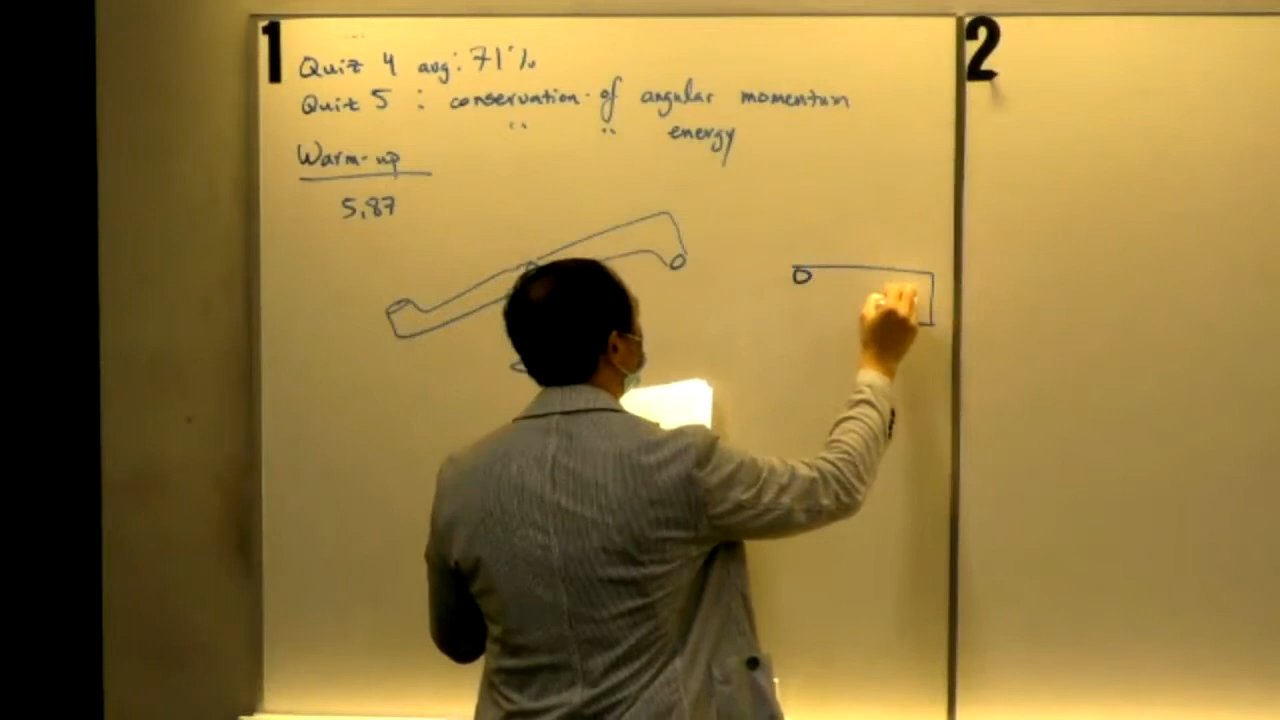 1
Quiz 4 avg: 71%
Quiz 5 : conservation of angular momentum
" " energy
Warm-up
5,87
2